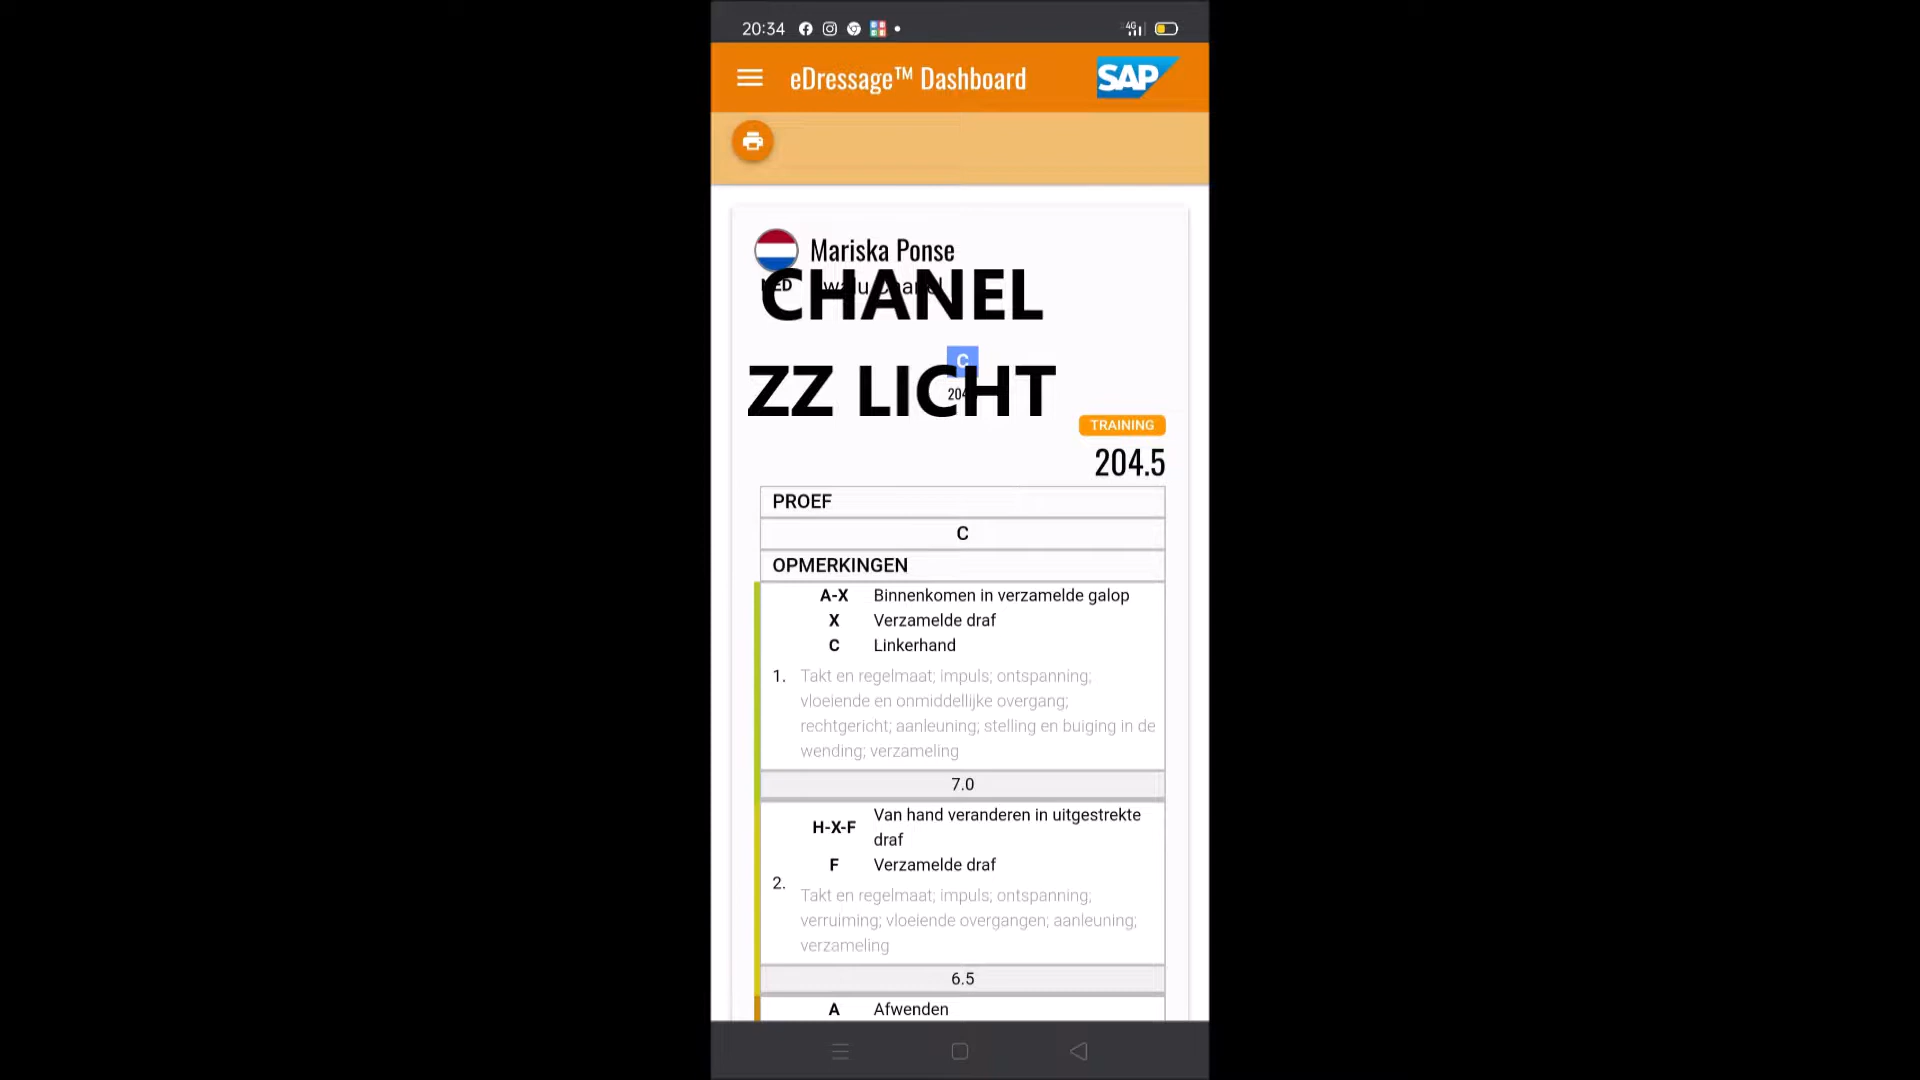 20:34
4G
eDressage™ Dashboard
SAP
Mariska Ponse
CHANEL
C
ZZ LICHT
TRAINING
204.5
PROEF
C
OPMERKINGEN
A-X Binnenkomen in verzamelde galop
X Verzamelde draf
C Linkerhand
1. Takt en regelmaat; impuls; ontspanning;
vloeiende en onmiddellijke overgang;
rechtgericht; aanleuning; stelling en buiging in de
wending; verzameling
7.0
H-X-F Van hand veranderen in uitgestrekte
draf
F Verzamelde draf
2. Takt en regelmaat; impuls; ontspanning;
verruiming; vloeiende overgangen; aanleuning;
verzameling
6.5
A Afwenden